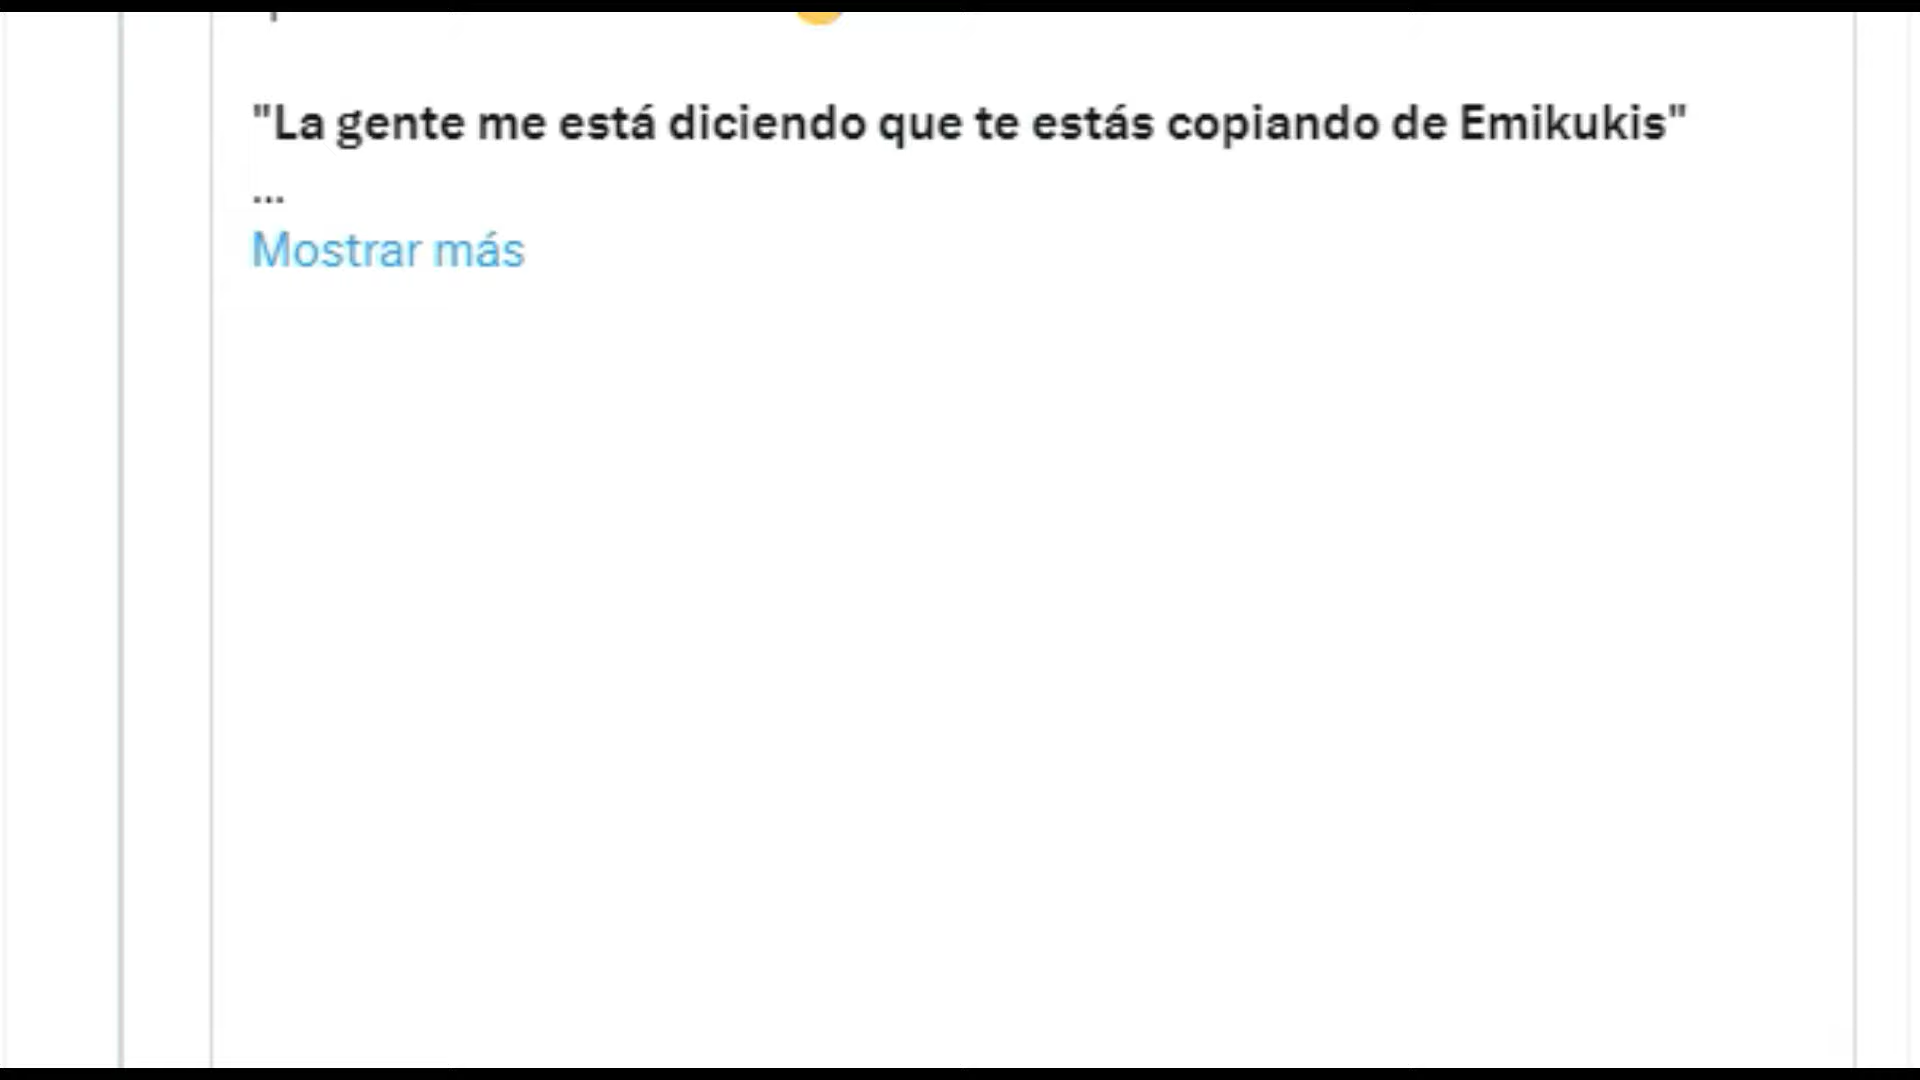 "La gente me está diciendo que te estás copiando de Emikukis"
...
Mostrar más